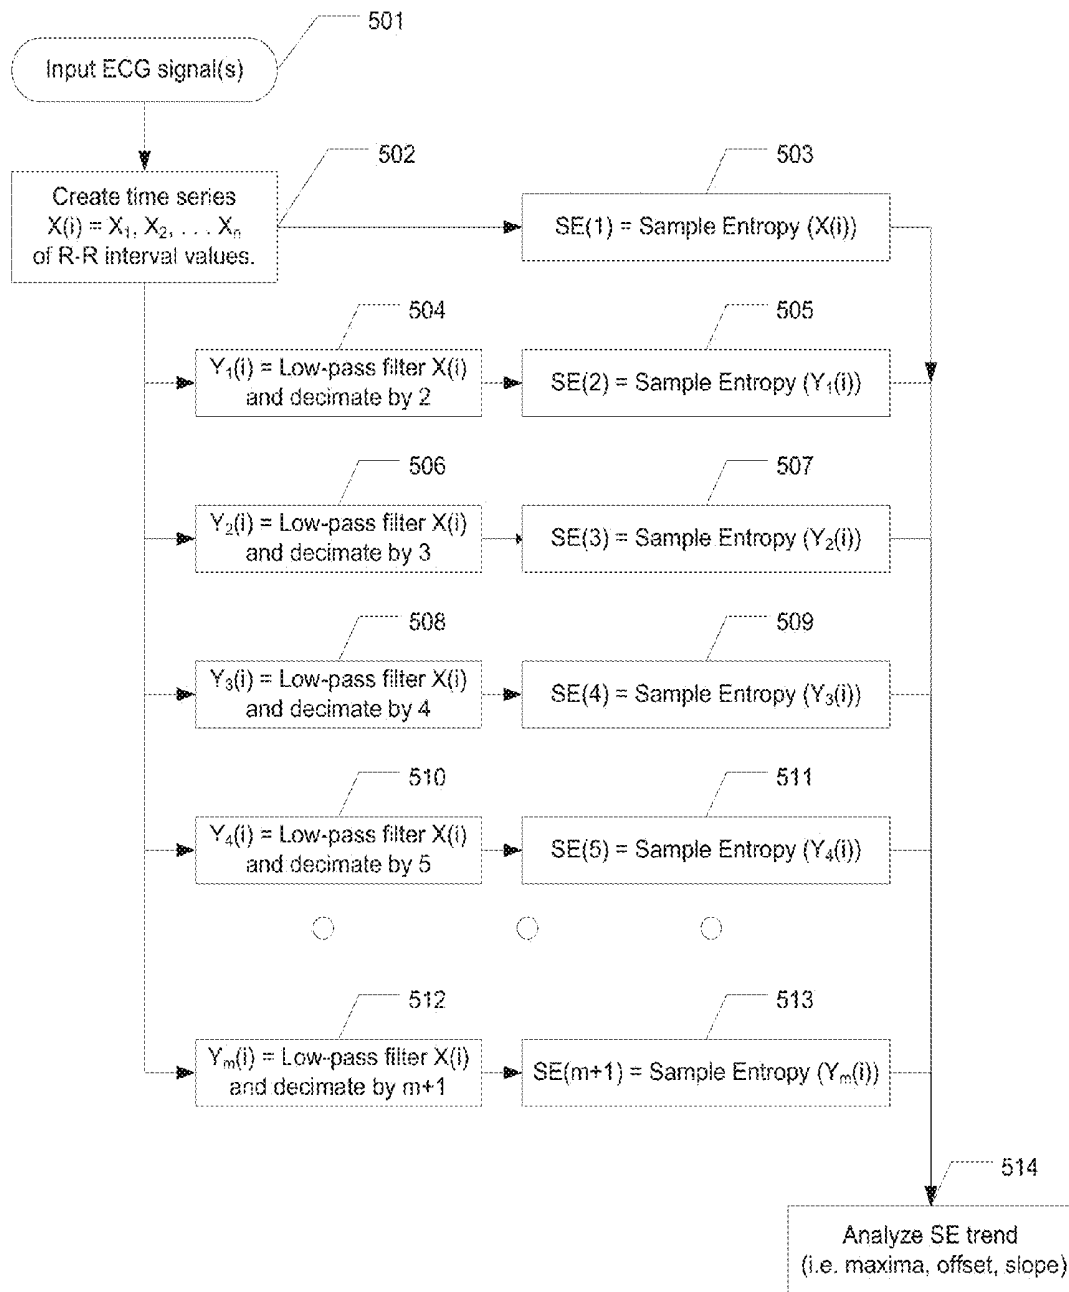 501
Input ECG signal(s)
502
503
Create time series
X(i) = X₁, X₂, . . . Xₙ
of R-R interval values.
SE(1) = Sample Entropy (X(i))
504
505
Y₁(i) = Low-pass filter X(i)
and decimate by 2
SE(2) = Sample Entropy (Y₁(i))
506
507
Y₂(i) = Low-pass filter X(i)
and decimate by 3
SE(3) = Sample Entropy (Y₂(i))
508
509
Y₃(i) = Low-pass filter X(i)
and decimate by 4
SE(4) = Sample Entropy (Y₃(i))
510
511
Y₄(i) = Low-pass filter X(i)
and decimate by 5
SE(5) = Sample Entropy (Y₄(i))
512
513
Yₘ(i) = Low-pass filter X(i)
and decimate by m+1
SE(m+1) = Sample Entropy (Yₘ(i))
514
Analyze SE trend
(i.e. maxima, offset, slope)